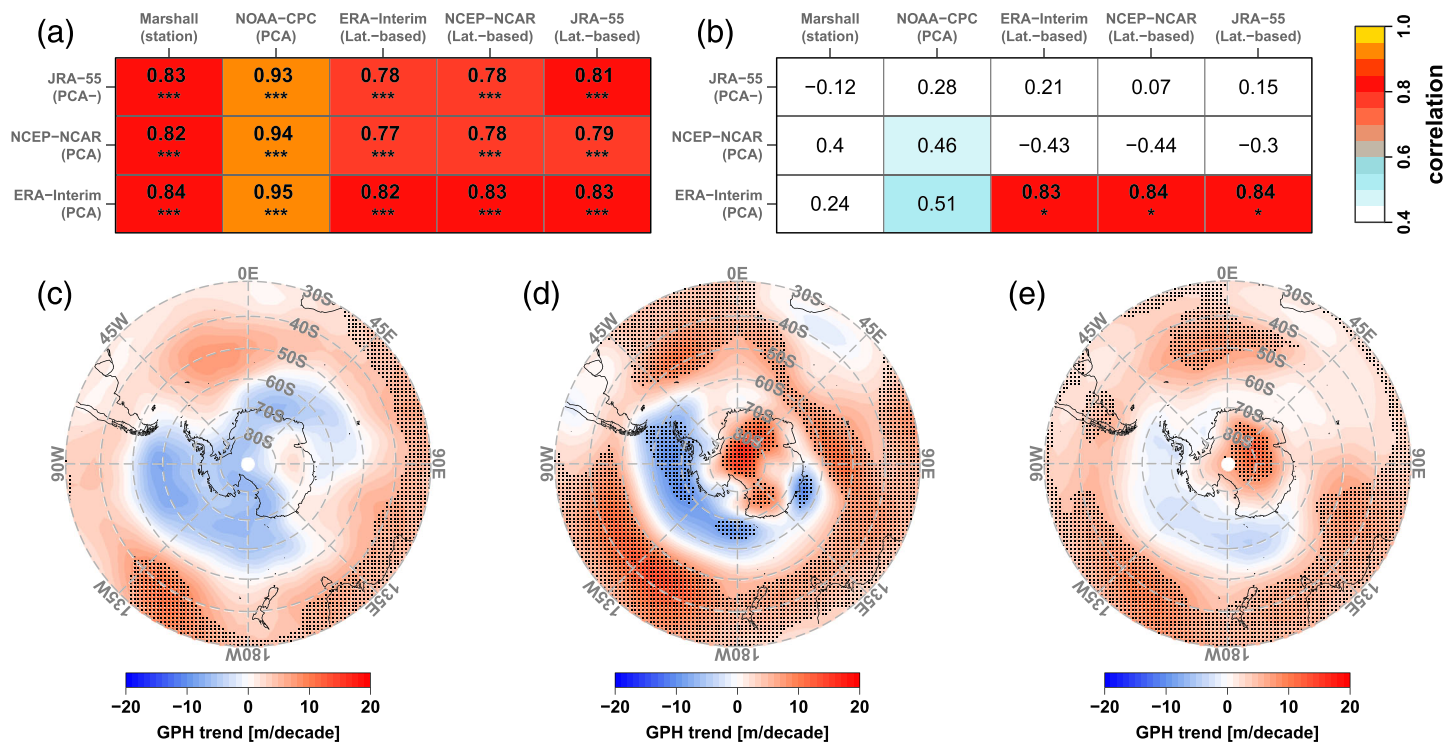 (a)
Marshall
(station)
NOAA−CPC
(PCA)
ERA−Interim
(Lat.−based)
NCEP−NCAR
(Lat.−based)
JRA−55
(Lat.−based)
JRA−55
(PCA−)
0.83 0.93 0.78 0.78 0.81
*** *** *** *** ***
NCEP−NCAR
(PCA)
0.82 0.94 0.77 0.78 0.79
*** *** *** *** ***
ERA−Interim
(PCA)
0.84 0.95 0.82 0.83 0.83
*** *** *** *** ***
(b)
Marshall
(station)
NOAA−CPC
(PCA)
ERA−Interim
(Lat.−based)
NCEP−NCAR
(Lat.−based)
JRA−55
(Lat.−based)
JRA−55
(PCA−)
−0.12 0.28 0.21 0.07 0.15
NCEP−NCAR
(PCA)
0.4 0.46 −0.43 −0.44 −0.3
ERA−Interim
(PCA)
0.24 0.51 0.83 0.84 0.84
* * *
1.0
0.8
0.6
0.4
correlation
(c)
0E
30S
40S
50S
60S
70S
80S
45W
45E
90W
90E
135W
135E
180W
−20 −10 0 10 20
GPH trend [m/decade]
(d)
0E
30S
40S
50S
60S
70S
80S
45W
45E
90W
90E
135W
135E
180W
−20 −10 0 10 20
GPH trend [m/decade]
(e)
0E
30S
40S
50S
60S
70S
80S
45W
45E
90W
90E
135W
135E
180W
−20 −10 0 10 20
GPH trend [m/decade]